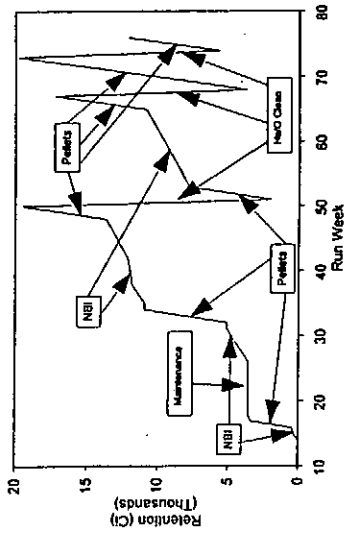 Retention (Ci)
(Thousands)
20
15
10
5
0
Pellets
NBI
Maintenance
NBI
Pellets
He/O Clean
10
20
30
40
50
60
70
80
Run Week